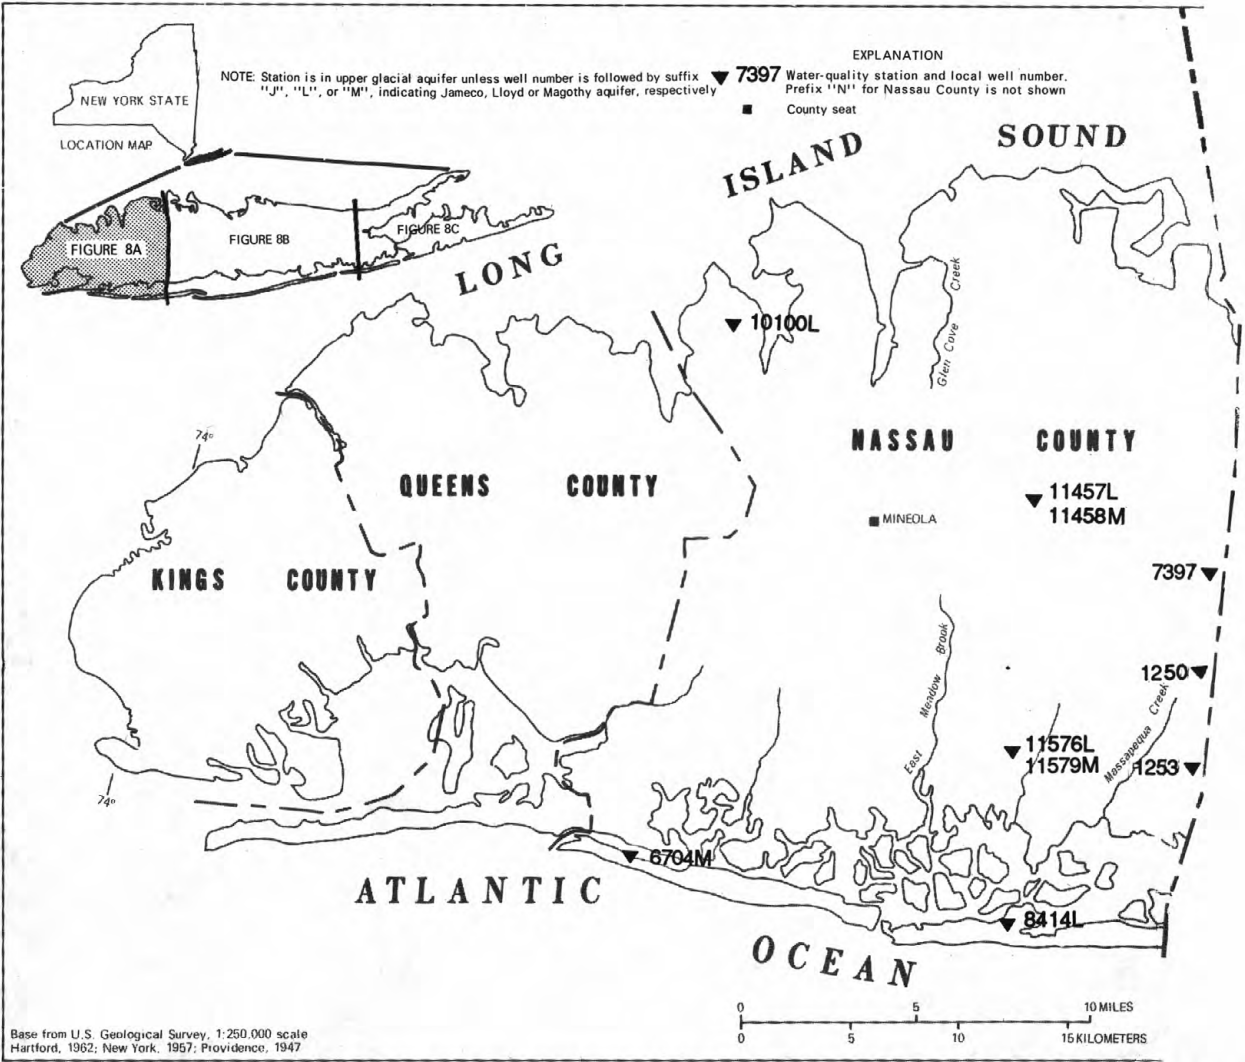 EXPLANATION
NOTE: Station is in upper glacial aquifer unless well number is followed by suffix
"J", "L", or "M", indicating Jameco, Lloyd or Magothy aquifer, respectively
7397 Water-quality station and local well number.
Prefix "N" for Nassau County is not shown
County seat
NEW YORK STATE
LOCATION MAP
FIGURE 8A
FIGURE 8B
FIGURE 8C
LONG ISLAND SOUND
10100L
Glen Cove Creek
74°
NASSAU COUNTY
QUEENS COUNTY
11457L
11458M
MINEOLA
KINGS COUNTY
7397
East Meadow Brook
1250
Massapequa Creek
11576L
11579M
1253
74°
6704M
ATLANTIC
8414L
OCEAN
0 5 10 MILES
0 5 10 15 KILOMETERS
Base from U.S. Geological Survey, 1:250,000 scale
Hartford, 1962; New York, 1957; Providence, 1947